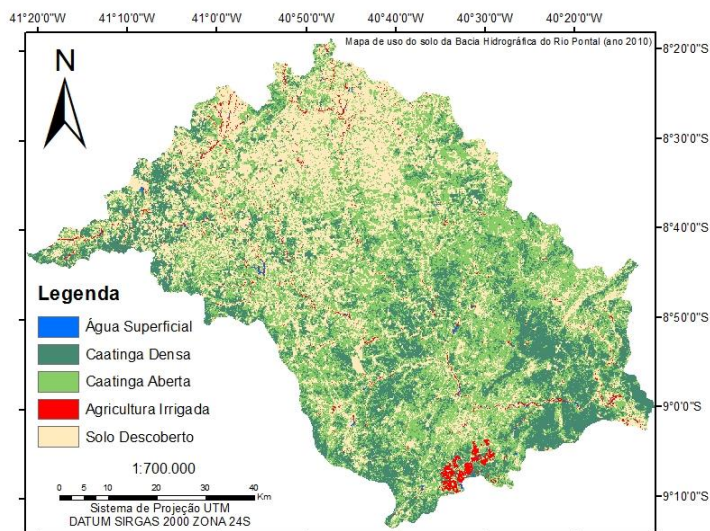 41°20'0"O 41°10'0"O 41°0'0"O 40°50'0"O 40°40'0"O 40°30'0"O 40°20'0"O
Mapa de uso do solo da Bacia Hidrográfica do Rio Pontal (ano 2010)
N
8°20'0"S
8°30'0"S
8°40'0"S
8°50'0"S
9°0'0"S
9°10'0"S
Legenda
Água Superficial
Caatinga Densa
Caatinga Aberta
Agricultura Irrigada
Solo Descoberto
1:700.000
0 5 10 20 30 40
Km
Sistema de Projeção UTM
DATUM SIRGAS 2000 ZONA 24S